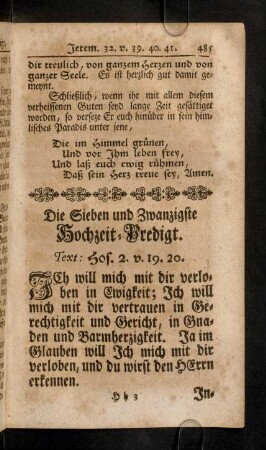 Jerem. 32. v. 39. 40. 41. 485
dir treulich, von ganzem Herzen und von
ganzer Seele. Es ist herzlich gut damit ge-
meynt.
Schließlich, wenn ihr mit allem diesem
verheissenen Guten seyd lange Zeit gesättiget
worden, so verseze Er euch hinüber in sein him-
lisches Paradis unter jene,
Die im Himmel grünen,
Und vor Ihm leben frey,
Und laß euch ewig rühmen,
Daß sein Herz treue sey, Amen.
Die Sieben und Zwanzigste
Hochzeit-Predigt.
Text: Hos. 2. v. 19. 20.
ICh will mich mit dir verlo-
ben in Ewigkeit; Ich will
mich mit dir vertrauen in Ge-
rechtigkeit und Gericht, in Gna-
den und Barmherzigkeit. Ja im
Glauben will Ich mich mit dir
verloben, und du wirst den HErrn
erkennen.
Hh 3 In-